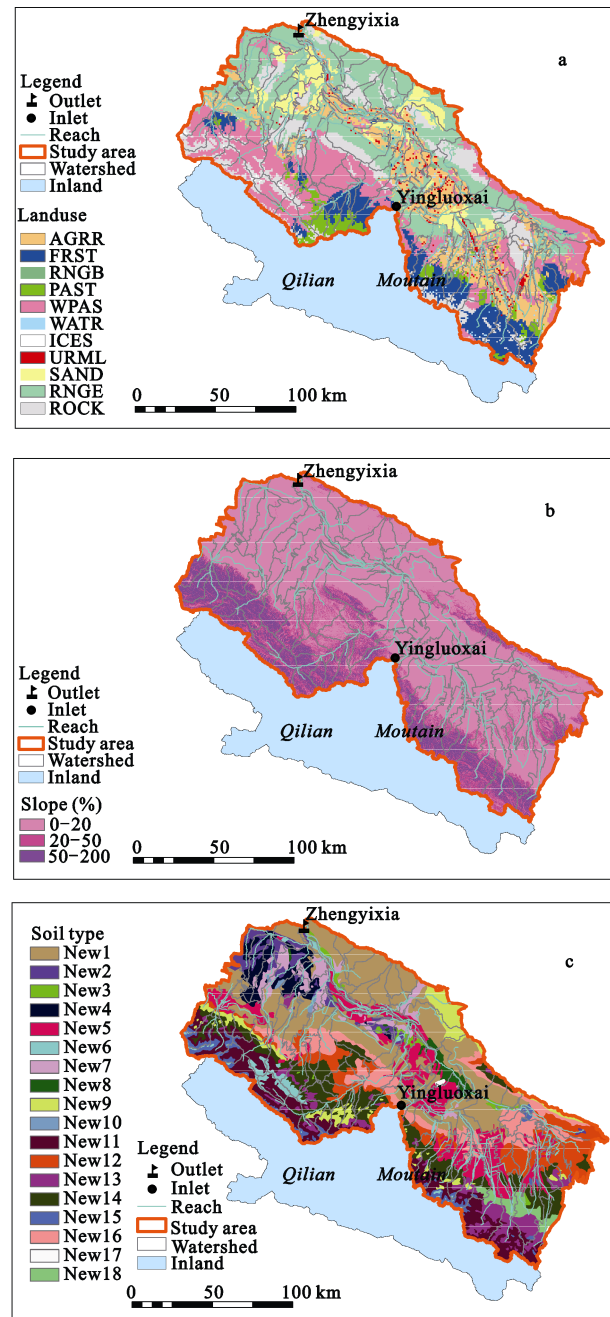 Zhengyixia
a
Legend
Outlet
Inlet
Reach
Study area
Watershed
Inland
Yingluoxai
Landuse
AGRR
FRST
RNGB
PAST
WPAS
WATR
ICES
URML
SAND
RNGE
ROCK
Qilian Moutain
0 50 100 km
Zhengyixia
b
Yingluoxai
Legend
Outlet
Inlet
Reach
Study area
Watershed
Inland
Qilian Moutain
Slope (%)
0-20
20-50
50-200
0 50 100 km
Zhengyixia
c
Soil type
New1
New2
New3
New4
New5
New6
New7
New8
New9
New10
New11
New12
New13
New14
New15
New16
New17
New18
Yingluoxai
Legend
Outlet
Inlet
Reach
Study area
Watershed
Inland
Qilian Moutain
0 50 100 km